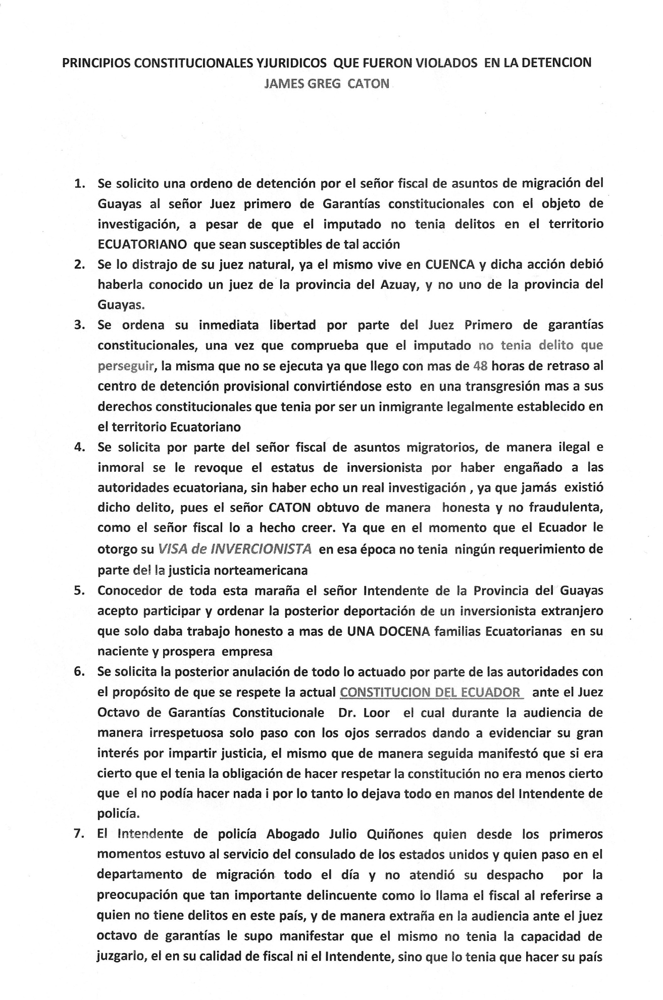 PRINCIPIOS CONSTITUCIONALES YJURIDICOS QUE FUERON VIOLADOS EN LA DETENCION
JAMES GREG CATON
1. Se solicito una ordeno de detención por el señor fiscal de asuntos de migración del
Guayas al señor Juez primero de Garantías constitucionales con el objeto de
investigación, a pesar de que el imputado no tenia delitos en el territorio
ECUATORIANO que sean susceptibles de tal acción
2. Se lo distrajo de su juez natural, ya el mismo vive en CUENCA y dicha acción debió
haberla conocido un juez de la provincia del Azuay, y no uno de la provincia del
Guayas.
3. Se ordena su inmediata libertad por parte del Juez Primero de garantías
constitucionales, una vez que comprueba que el imputado no tenia delito que
perseguir, la misma que no se ejecuta ya que llego con mas de 48 horas de retraso al
centro de detención provisional convirtiéndose esto en una transgresión mas a sus
derechos constitucionales que tenia por ser un inmigrante legalmente establecido en
el territorio Ecuatoriano
4. Se solicita por parte del señor fiscal de asuntos migratorios, de manera ilegal e
inmoral se le revoque el estatus de inversionista por haber engañado a las
autoridades ecuatoriana, sin haber echo un real investigación , ya que jamás existió
dicho delito, pues el señor CATON obtuvo de manera honesta y no fraudulenta,
como el señor fiscal lo a hecho creer. Ya que en el momento que el Ecuador le
otorgo su VISA de INVERCIONISTA en esa época no tenia ningún requerimiento de
parte del la justicia norteamericana
5. Conocedor de toda esta maraña el señor Intendente de la Provincia del Guayas
acepto participar y ordenar la posterior deportación de un inversionista extranjero
que solo daba trabajo honesto a mas de UNA DOCENA familias Ecuatorianas en su
naciente y prospera empresa
6. Se solicita la posterior anulación de todo lo actuado por parte de las autoridades con
el propósito de que se respete la actual CONSTITUCION DEL ECUADOR ante el Juez
Octavo de Garantías Constitucionale Dr. Loor el cual durante la audiencia de
manera irrespetuosa solo paso con los ojos serrados dando a evidenciar su gran
interés por impartir justicia, el mismo que de manera seguida manifestó que si era
cierto que el tenia la obligación de hacer respetar la constitución no era menos cierto
que el no podía hacer nada i por lo tanto lo dejava todo en manos del Intendente de
policía.
7. El Intendente de policía Abogado Julio Quiñones quien desde los primeros
momentos estuvo al servicio del consulado de los estados unidos y quien paso en el
departamento de migración todo el día y no atendió su despacho por la
preocupación que tan importante delincuente como lo llama el fiscal al referirse a
quien no tiene delitos en este país, y de manera extraña en la audiencia ante el juez
octavo de garantías le supo manifestar que el mismo no tenia la capacidad de
juzgarlo, el en su calidad de fiscal ni el Intendente, sino que lo tenia que hacer su país